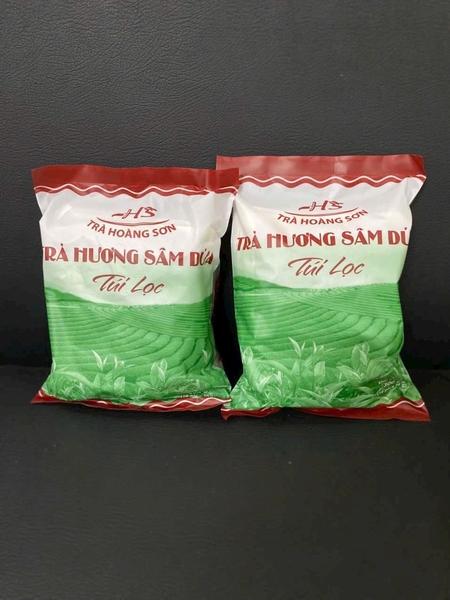 HS
TRÀ HOÀNG SƠN
TRÀ HƯƠNG SÂM DỨA
Túi Lọc
HS
TRÀ HOÀNG SƠN
TRÀ HƯƠNG SÂM DỨ
Túi Lọc